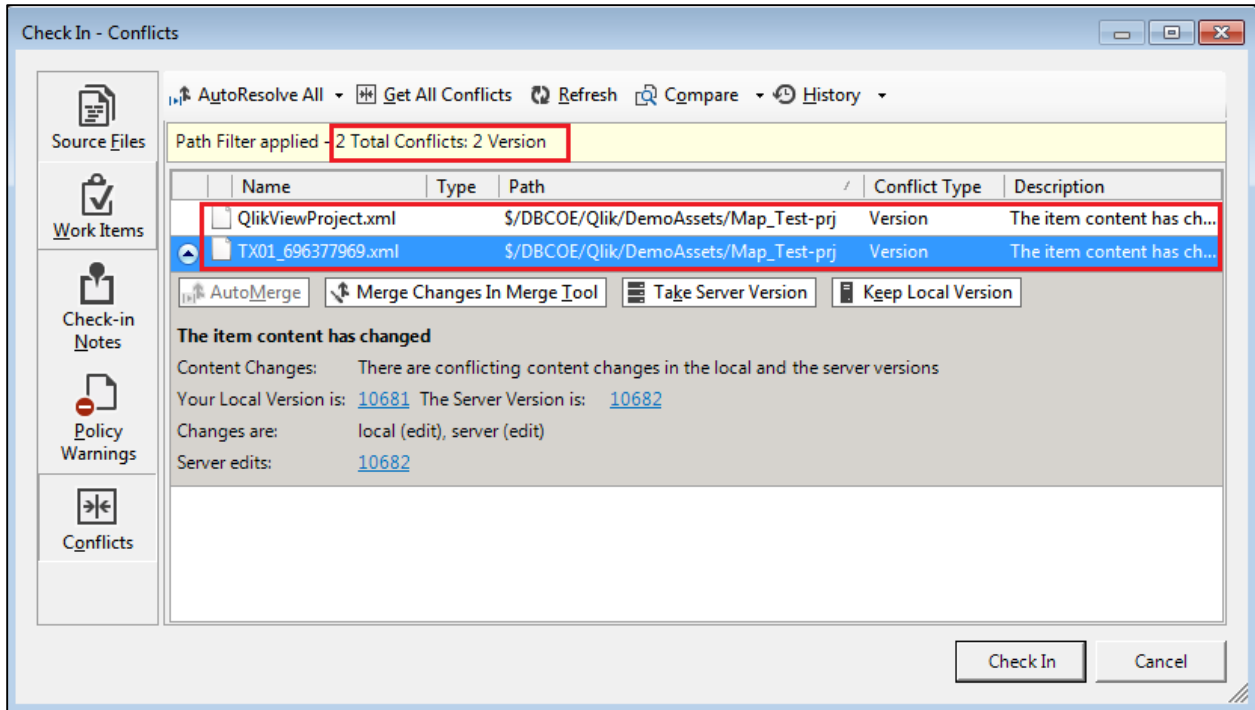 Check In - Conflicts
AutoResolve All Get All Conflicts Refresh Compare History
Source Files
Path Filter applied - 2 Total Conflicts: 2 Version
Name Type Path Conflict Type Description
QlikViewProject.xml $/DBCOE/Qlik/DemoAssets/Map_Test-prj Version The item content has ch...
Work Items
TX01_696377969.xml $/DBCOE/Qlik/DemoAssets/Map_Test-prj Version The item content has ch...
AutoMerge Merge Changes In Merge Tool Take Server Version Keep Local Version
Check-in
Notes
The item content has changed
Content Changes: There are conflicting content changes in the local and the server versions
Your Local Version is: 10681 The Server Version is: 10682
Policy
Warnings
Changes are: local (edit), server (edit)
Server edits: 10682
Conflicts
Check In Cancel